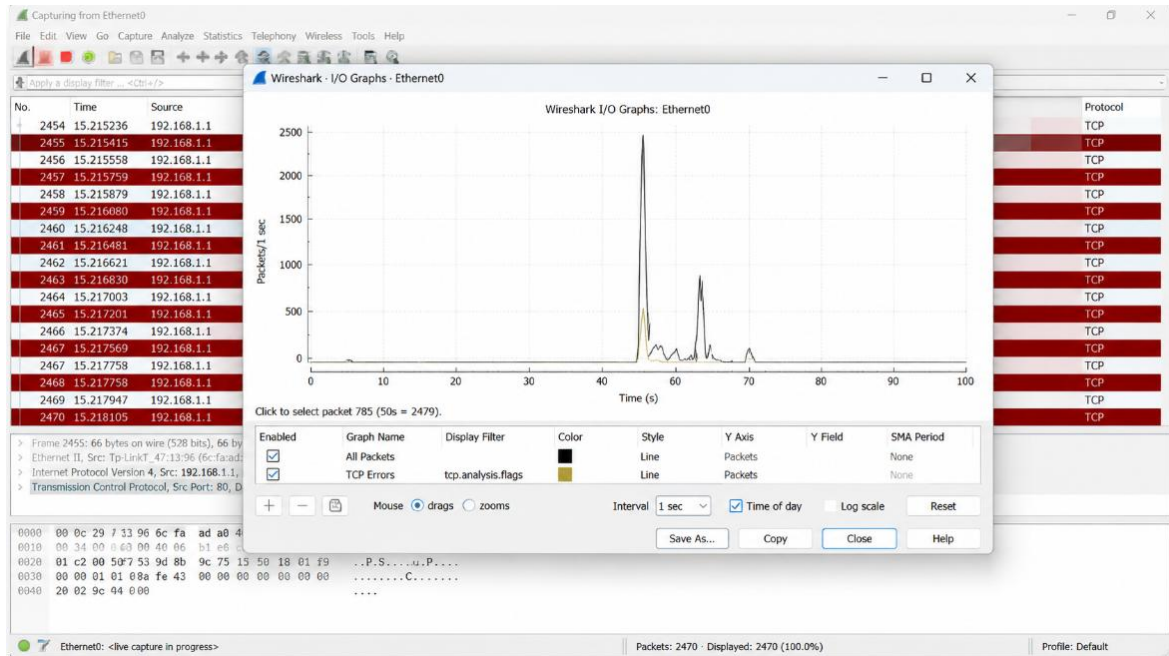 Capturing from Ethernet0
File Edit View Go Capture Analyze Statistics Telephony Wireless Tools Help
Apply a display filter ... <Ctrl+/>
Wireshark · I/O Graphs · Ethernet0
No. Time Source Protocol
2454 15.215236 192.168.1.1 TCP
2455 15.215415 192.168.1.1 TCP
2456 15.215558 192.168.1.1 TCP
2457 15.215759 192.168.1.1 TCP
2458 15.215879 192.168.1.1 TCP
2459 15.216080 192.168.1.1 TCP
2460 15.216248 192.168.1.1 TCP
2461 15.216481 192.168.1.1 TCP
2462 15.216621 192.168.1.1 TCP
2463 15.216830 192.168.1.1 TCP
2464 15.217003 192.168.1.1 TCP
2465 15.217201 192.168.1.1 TCP
2466 15.217374 192.168.1.1 TCP
2467 15.217569 192.168.1.1 TCP
2467 15.217758 192.168.1.1 TCP
2468 15.217758 192.168.1.1 TCP
2469 15.217947 192.168.1.1 TCP
2470 15.218105 192.168.1.1 TCP
Wireshark I/O Graphs: Ethernet0
Packets/1 sec
2500
2000
1500
1000
500
0
0 10 20 30 40 60 70 80 90 100
Time (s)
Click to select packet 785 (50s = 2479).
Enabled Graph Name Display Filter Color Style Y Axis Y Field SMA Period
All Packets Line Packets None
TCP Errors tcp.analysis.flags Line Packets None
+ − Mouse drags zooms Interval 1 sec Time of day Log scale Reset
Save As... Copy Close Help
> Frame 2455: 66 bytes on wire (528 bits), 66 by
> Ethernet II, Src: Tp-LinkT_47:13:96 (6c:fa:ad:
> Internet Protocol Version 4, Src: 192.168.1.1,
> Transmission Control Protocol, Src Port: 80, D
0000 00 0c 29 7 33 96 6c fa ad a0
0010 00 34 00 00 40 06 b1
0020 01 c2 00 50f7 53 9d 8b 9c 75 15 50 18 01 f9 ..P.S.....u.P....
0030 00 00 01 01 08a fe 43 00 00 00 00 00 00 00 ........C.......
0040 20 02 9c 44 000 ....
Ethernet0: <live capture in progress> Packets: 2470 · Displayed: 2470 (100.0%) Profile: Default